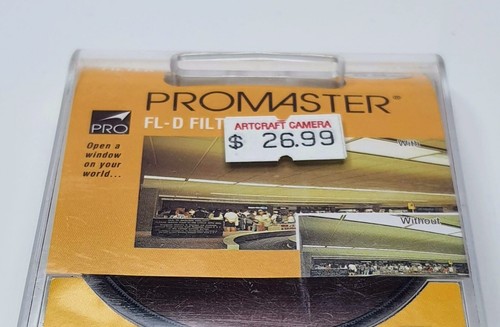 PROMASTER®
PRO
FL-D FILT
ARTCRAFT CAMERA
$ 26.99
Open a
window
on your
world...
With
Without